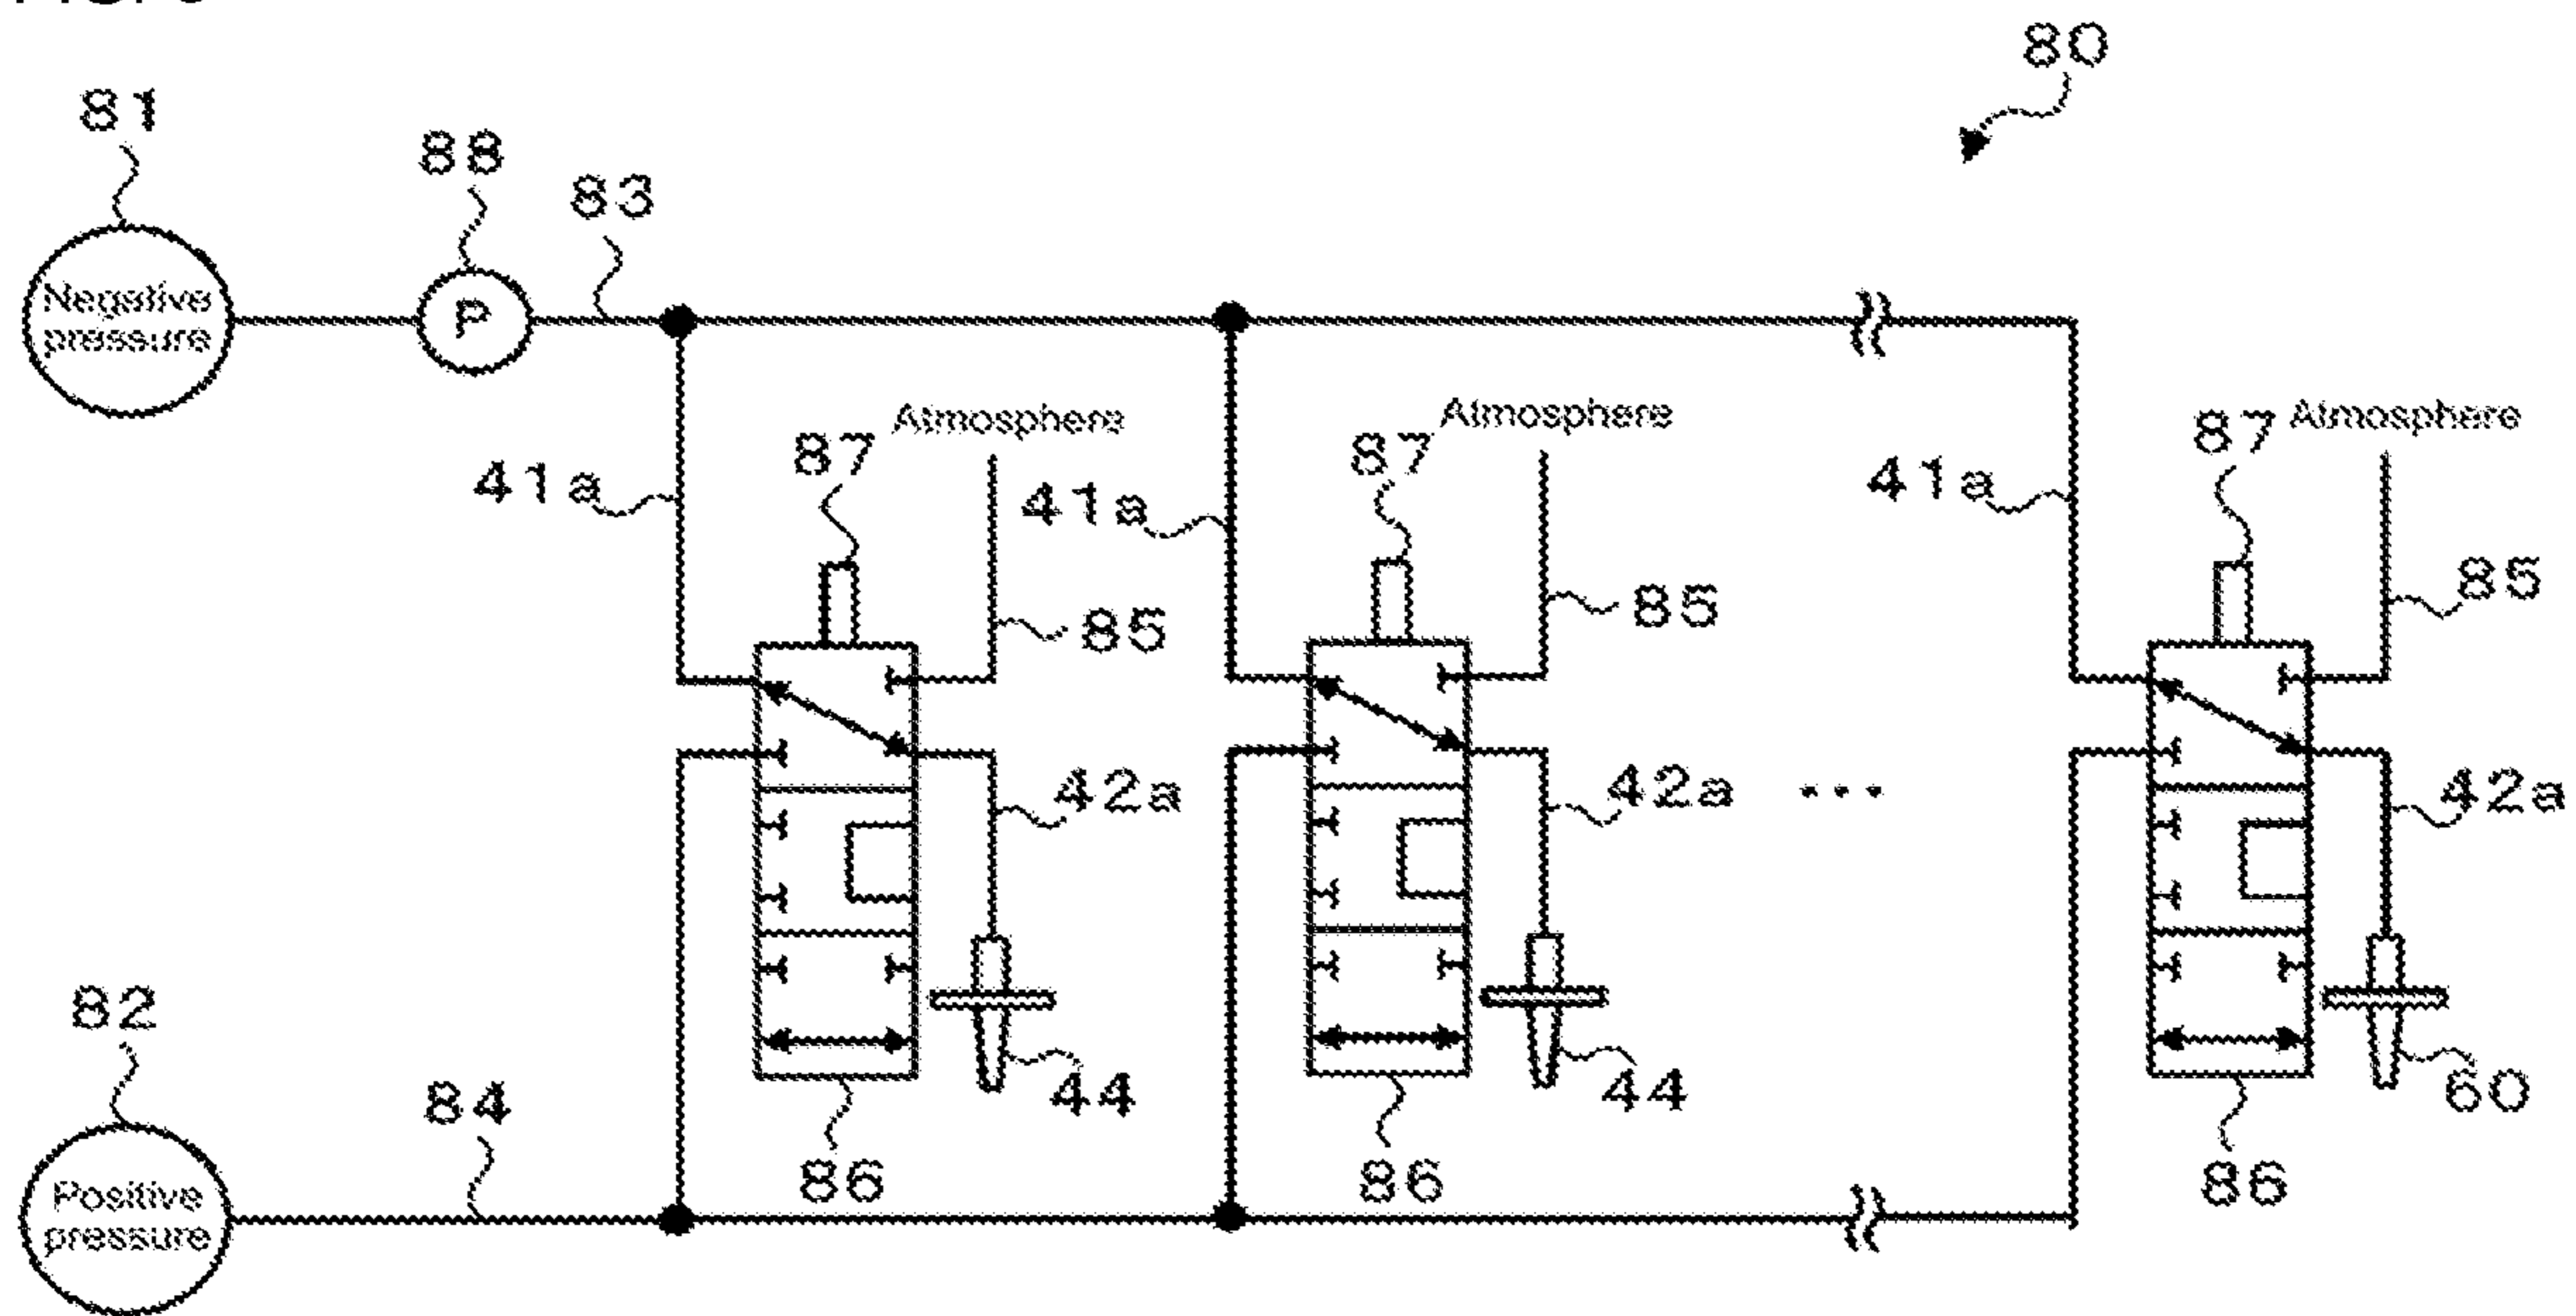 80
81
88
83
Negative
pressure
P
Atmosphere
Atmosphere
Atmosphere
87
87
87
41a
41a
41a
85
85
85
42a
42a
...
42a
82
84
44
44
60
86
86
86
Positive
pressure